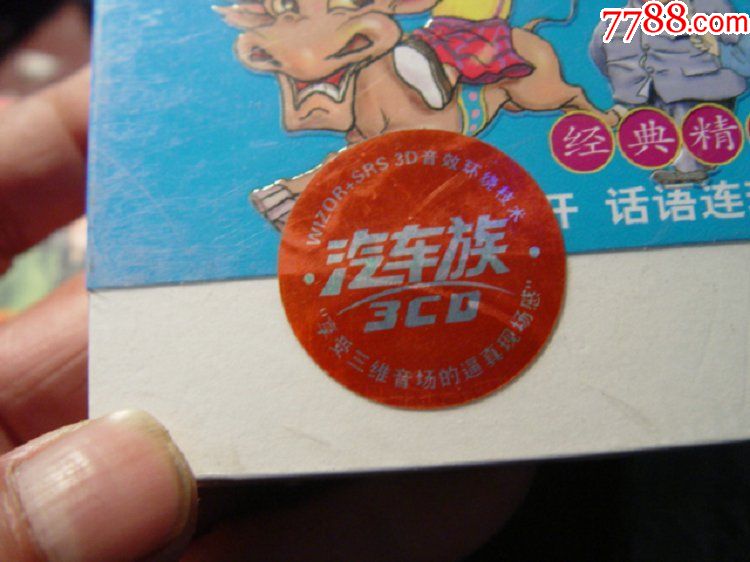 7788.com
经典精
开 话语连
WIZOR+SRS 3D音效环绕技术
汽车族
3CD
"享受三维音场的逼真现场感"